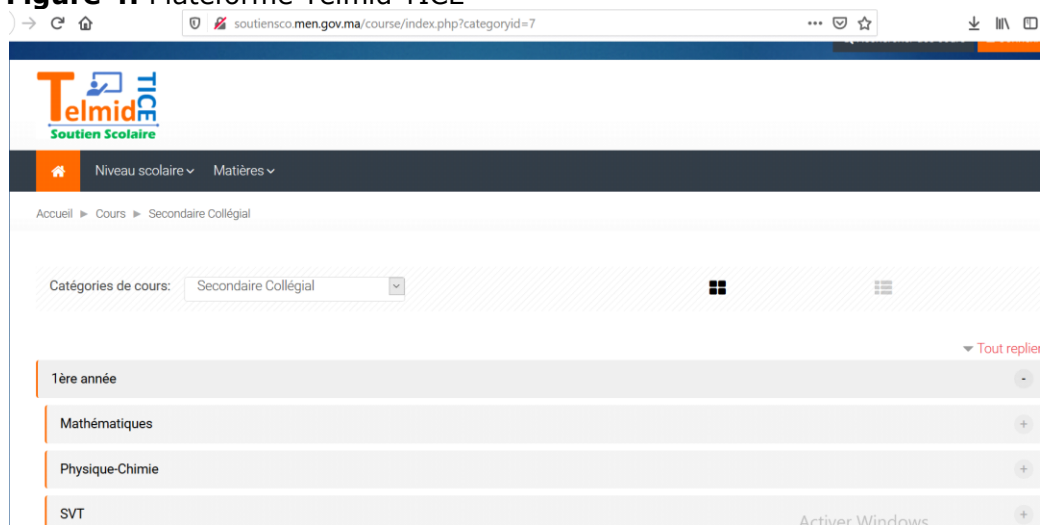 Figure 4. Plateforme Telmid TICE
soutiensco.men.gov.ma/course/index.php?categoryid=7
Telmid TICE
Soutien Scolaire
Niveau scolaire Matières
Accueil ► Cours ► Secondaire Collégial
Catégories de cours: Secondaire Collégial
Tout replier
1ère année -
Mathématiques +
Physique-Chimie +
SVT +
Activer Windows